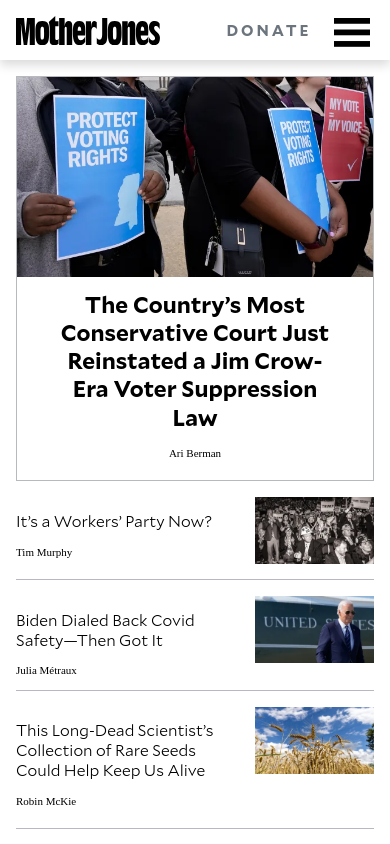 Mother Jones
DONATE
PROTECT
VOTING
RIGHTS
PROTECT
VOTING
RIGHTS
MY VOTE
=
MY VOICE
The Country’s Most
Conservative Court Just
Reinstated a Jim Crow-
Era Voter Suppression
Law
Ari Berman
It’s a Workers’ Party Now?
Tim Murphy
Biden Dialed Back Covid
Safety—Then Got It
UNITED STATES
Julia Métraux
This Long-Dead Scientist’s
Collection of Rare Seeds
Could Help Keep Us Alive
Robin McKie